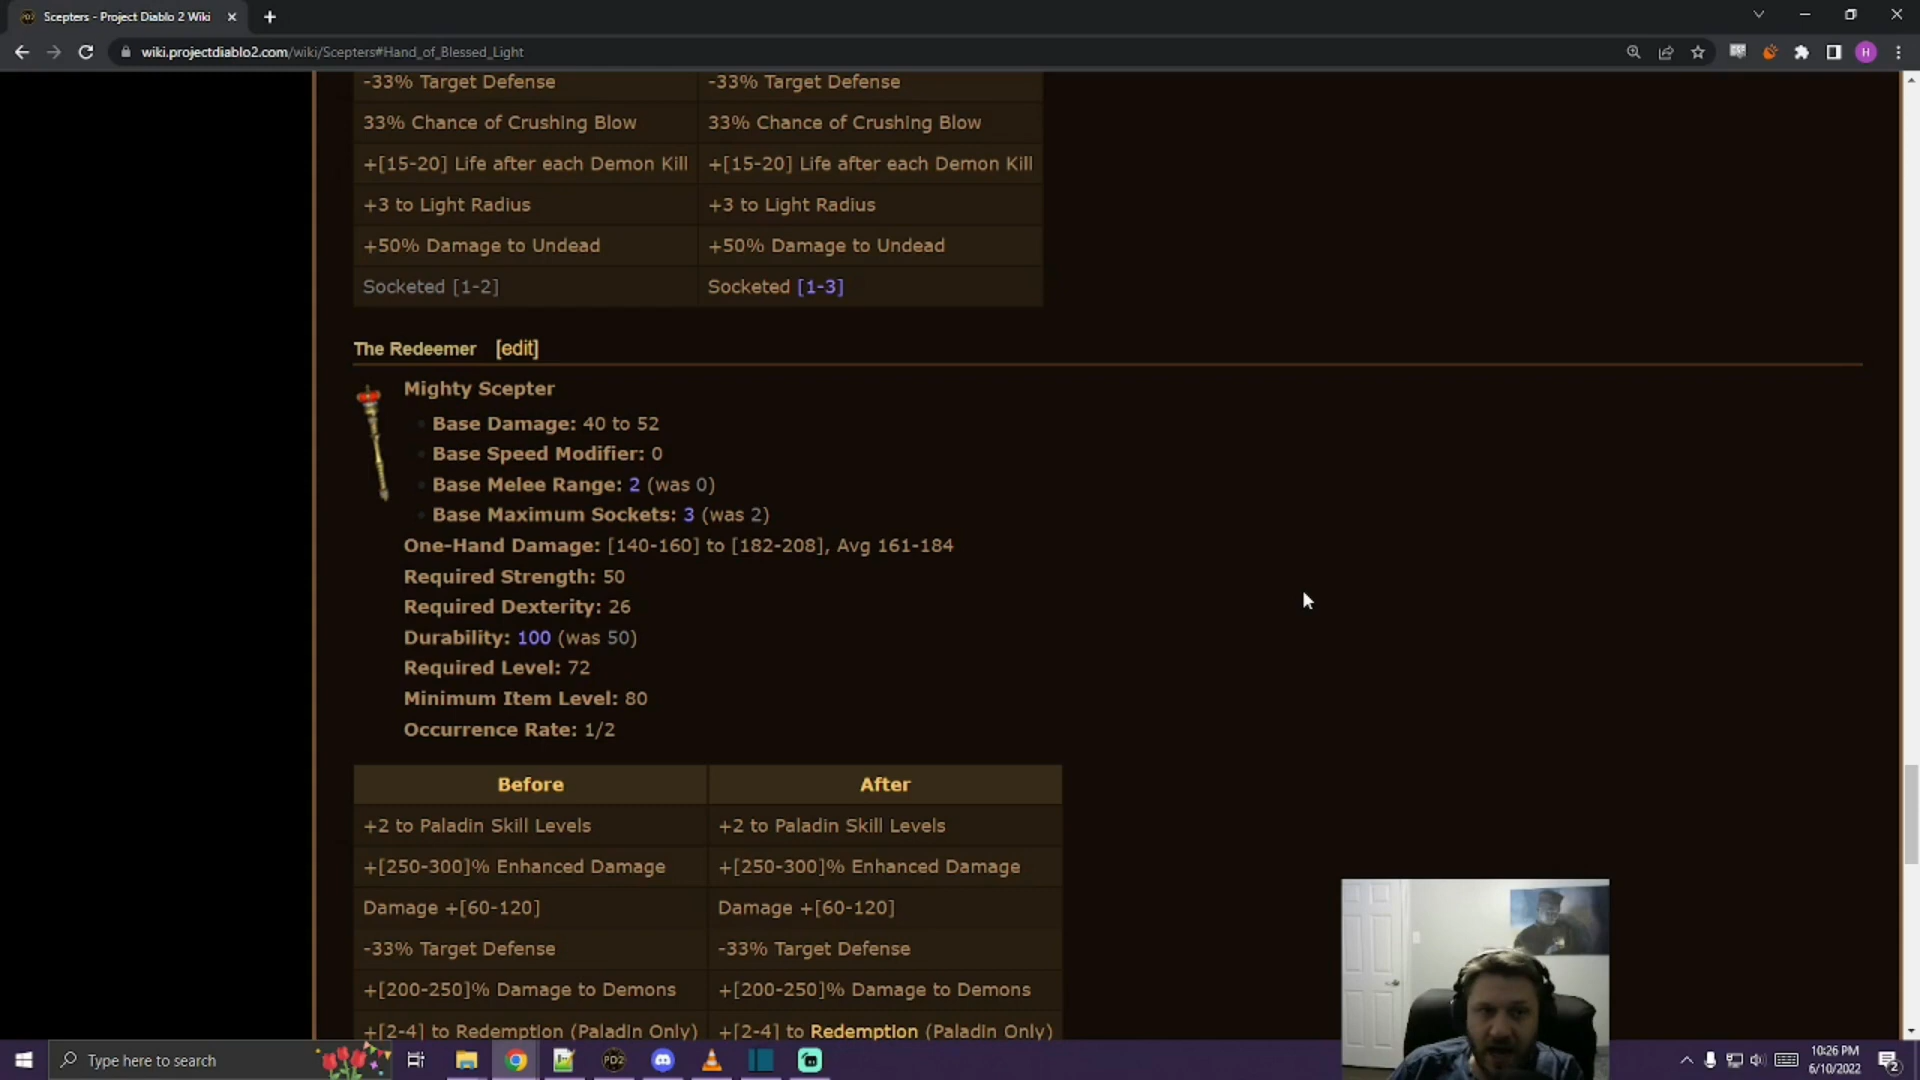 Scepters - Project Diablo 2 Wiki
wiki.projectdiablo2.com/wiki/Scepters#Hand_of_Blessed_Light
H
-33% Target Defense -33% Target Defense
33% Chance of Crushing Blow 33% Chance of Crushing Blow
+[15-20] Life after each Demon Kill +[15-20] Life after each Demon Kill
+3 to Light Radius +3 to Light Radius
+50% Damage to Undead +50% Damage to Undead
Socketed [1-2] Socketed [1-3]
The Redeemer [edit]
Mighty Scepter
Base Damage: 40 to 52
Base Speed Modifier: 0
Base Melee Range: 2 (was 0)
Base Maximum Sockets: 3 (was 2)
One-Hand Damage: [140-160] to [182-208], Avg 161-184
Required Strength: 50
Required Dexterity: 26
Durability: 100 (was 50)
Required Level: 72
Minimum Item Level: 80
Occurrence Rate: 1/2
Before After
+2 to Paladin Skill Levels +2 to Paladin Skill Levels
+[250-300]% Enhanced Damage +[250-300]% Enhanced Damage
Damage +[60-120] Damage +[60-120]
-33% Target Defense -33% Target Defense
+[200-250]% Damage to Demons +[200-250]% Damage to Demons
+[2-4] to Redemption (Paladin Only) +[2-4] to Redemption (Paladin Only)
Type here to search
PD2
10:26 PM
6/10/2022
2